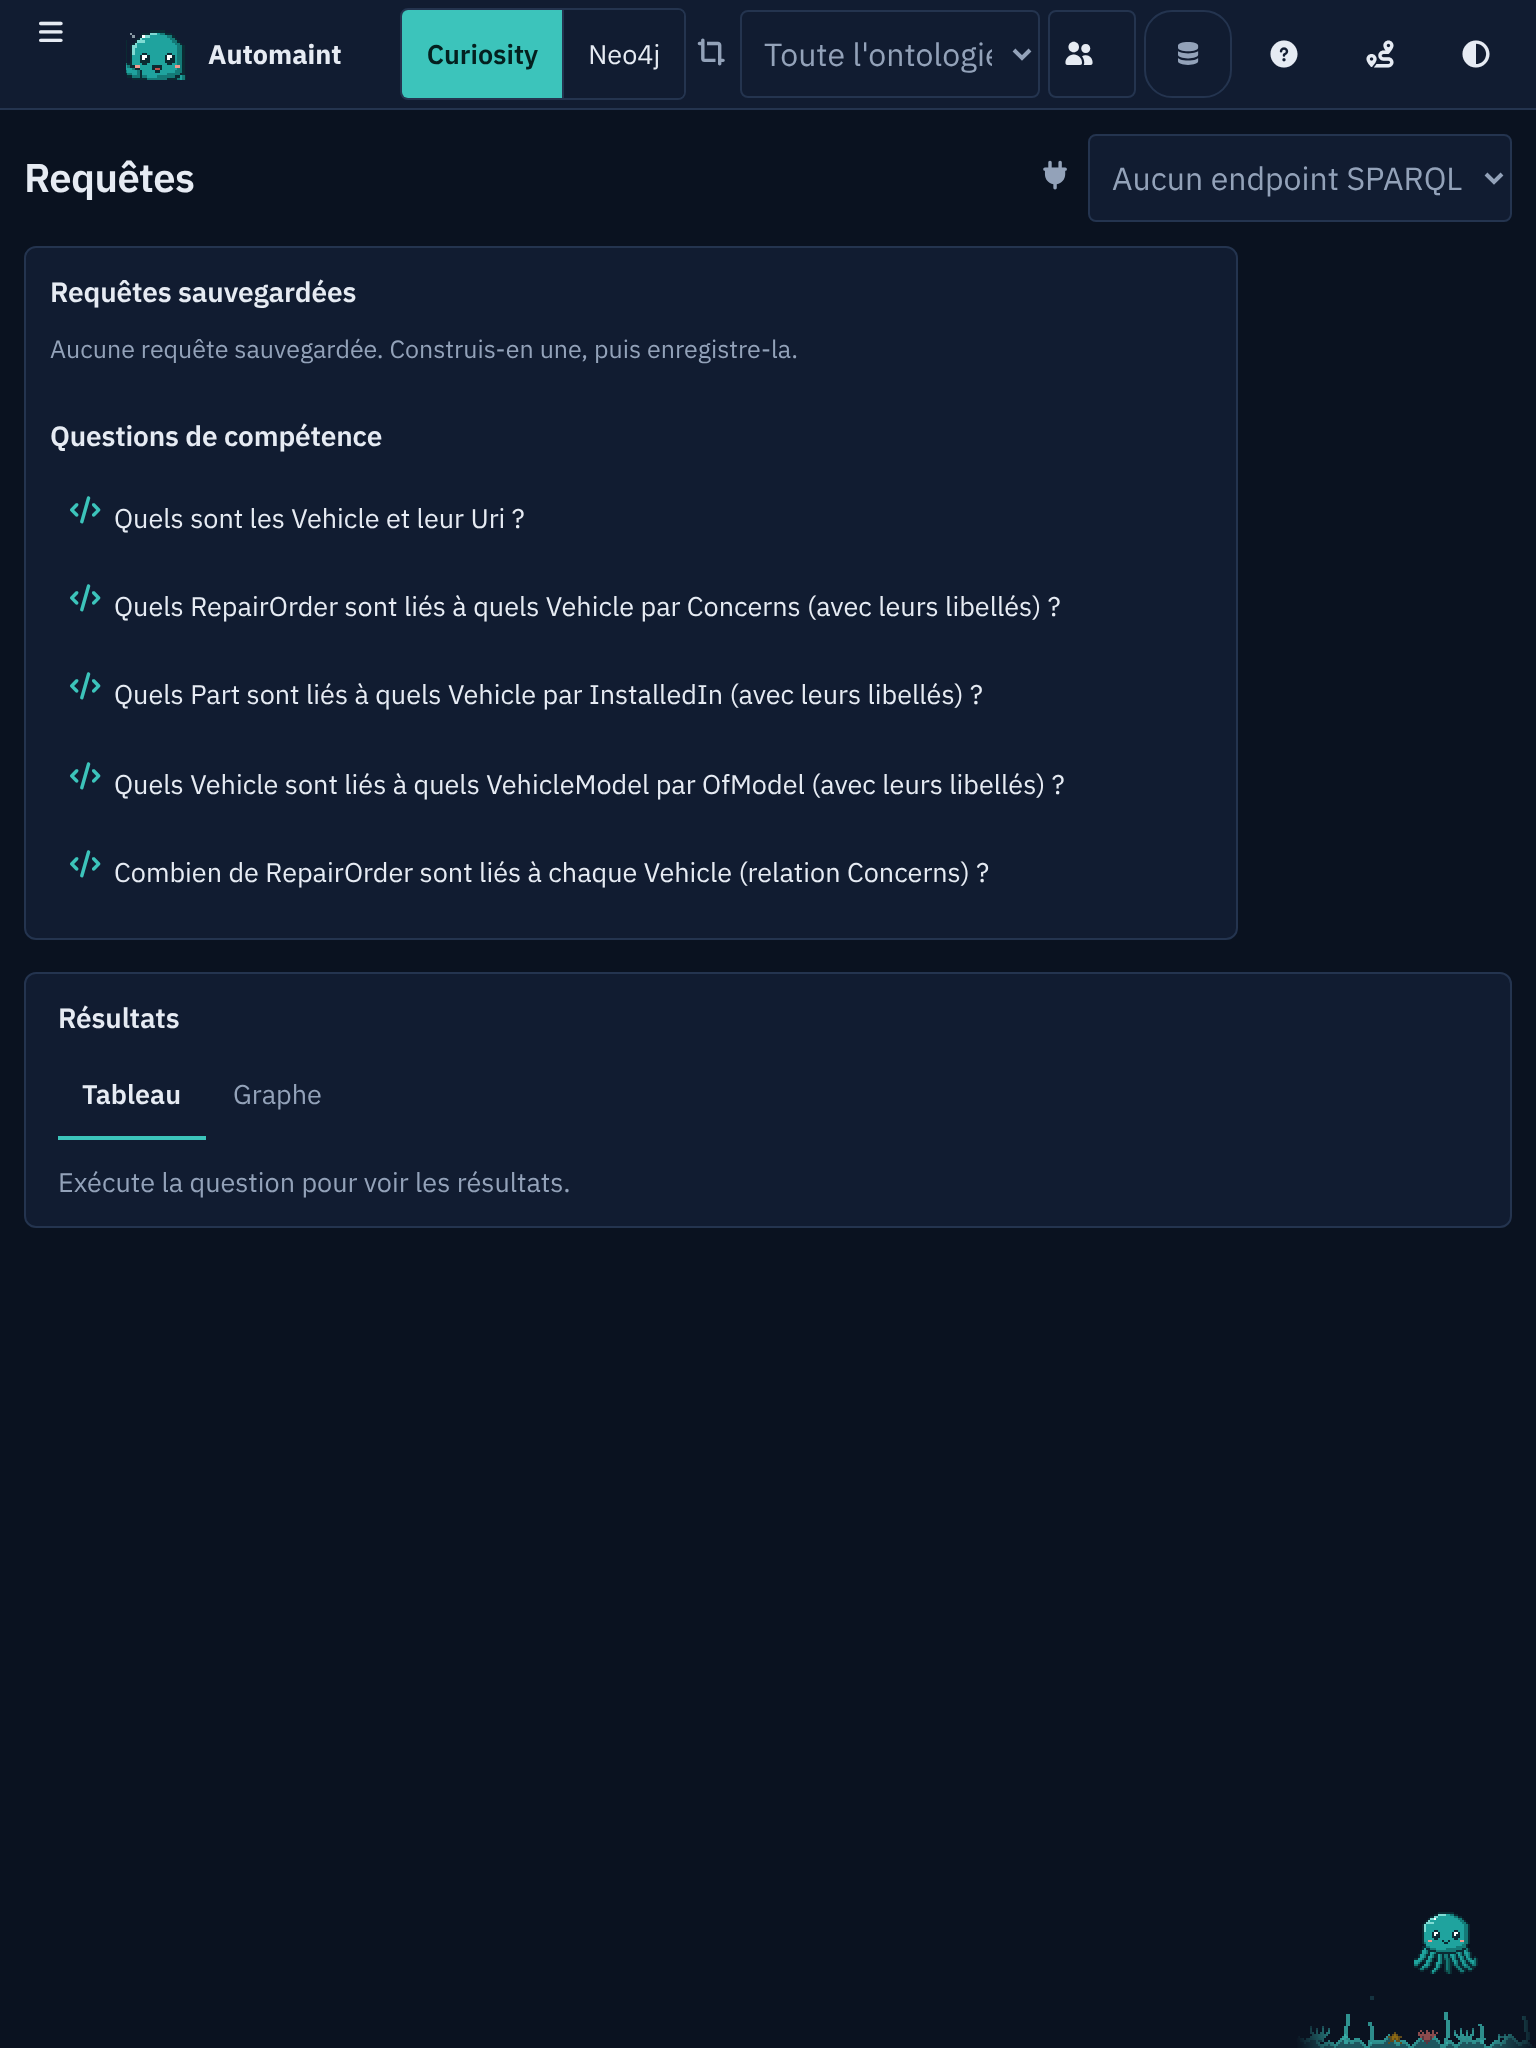 Automaint
Curiosity
Neo4j
Toute l'ontologie
Requêtes
Aucun endpoint SPARQL
Requêtes sauvegardées
Aucune requête sauvegardée. Construis-en une, puis enregistre-la.
Questions de compétence
</> Quels sont les Vehicle et leur Uri ?
</> Quels RepairOrder sont liés à quels Vehicle par Concerns (avec leurs libellés) ?
</> Quels Part sont liés à quels Vehicle par InstalledIn (avec leurs libellés) ?
</> Quels Vehicle sont liés à quels VehicleModel par OfModel (avec leurs libellés) ?
</> Combien de RepairOrder sont liés à chaque Vehicle (relation Concerns) ?
Résultats
Tableau
Graphe
Exécute la question pour voir les résultats.